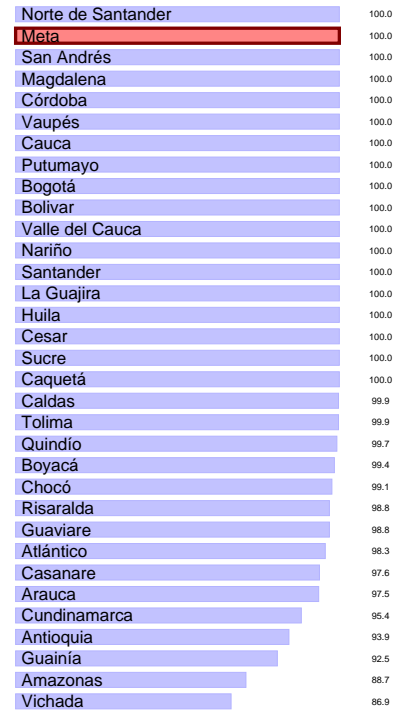 Norte de Santander 100.0
Meta 100.0
San Andrés 100.0
Magdalena 100.0
Córdoba 100.0
Vaupés 100.0
Cauca 100.0
Putumayo 100.0
Bogotá 100.0
Bolivar 100.0
Valle del Cauca 100.0
Nariño 100.0
Santander 100.0
La Guajira 100.0
Huila 100.0
Cesar 100.0
Sucre 100.0
Caquetá 100.0
Caldas 99.9
Tolima 99.9
Quindío 99.7
Boyacá 99.4
Chocó 99.1
Risaralda 98.8
Guaviare 98.8
Atlántico 98.3
Casanare 97.6
Arauca 97.5
Cundinamarca 95.4
Antioquia 93.9
Guainía 92.5
Amazonas 88.7
Vichada 86.9